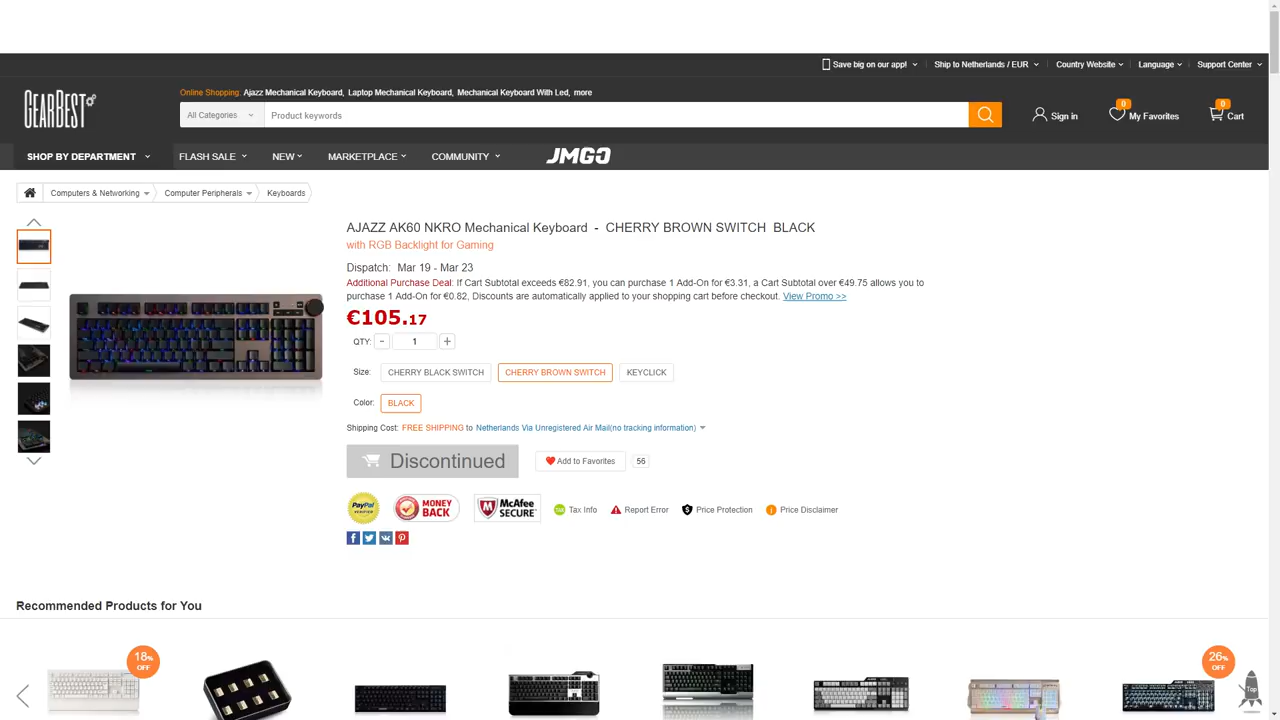 Save big on our app!
Ship to Netherlands / EUR
Country Website
Language
Support Center
GEARBEST
Online Shopping: Ajazz Mechanical Keyboard, Laptop Mechanical Keyboard, Mechanical Keyboard With Led, more
All Categories
Product keywords
Sign in
0
My Favorites
0
Cart
SHOP BY DEPARTMENT
FLASH SALE
NEW
MARKETPLACE
COMMUNITY
JMGO
Computers & Networking
Computer Peripherals
Keyboards
AJAZZ AK60 NKRO Mechanical Keyboard - CHERRY BROWN SWITCH BLACK
with RGB Backlight for Gaming
Dispatch: Mar 19 - Mar 23
Additional Purchase Deal: If Cart Subtotal exceeds €82.91, you can purchase 1 Add-On for €3.31, a Cart Subtotal over €49.75 allows you to
purchase 1 Add-On for €0.82, Discounts are automatically applied to your shopping cart before checkout. View Promo >>
€105.17
QTY: - 1 +
Size: CHERRY BLACK SWITCH CHERRY BROWN SWITCH KEYCLICK
Color: BLACK
Shipping Cost: FREE SHIPPING to Netherlands Via Unregistered Air Mail(no tracking information)
Discontinued
Add to Favorites
56
PayPal
VERIFIED
MONEY
BACK
McAfee
SECURE
TAX
Tax Info
Report Error
Price Protection
Price Disclaimer
Recommended Products for You
18%
OFF
26%
OFF
Top